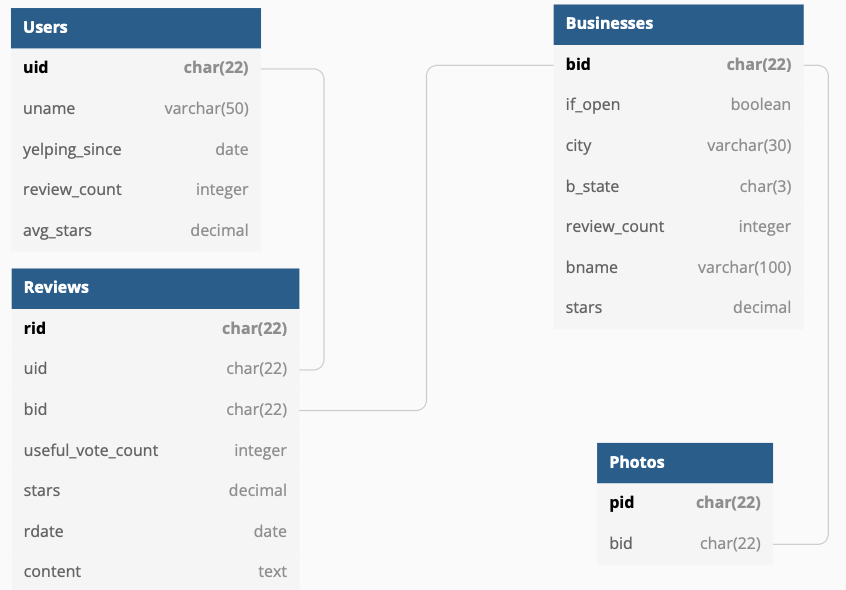 Users
uid char(22)
uname varchar(50)
yelping_since date
review_count integer
avg_stars decimal
Reviews
rid char(22)
uid char(22)
bid char(22)
useful_vote_count integer
stars decimal
rdate date
content text
Businesses
bid char(22)
if_open boolean
city varchar(30)
b_state char(3)
review_count integer
bname varchar(100)
stars decimal
Photos
pid char(22)
bid char(22)